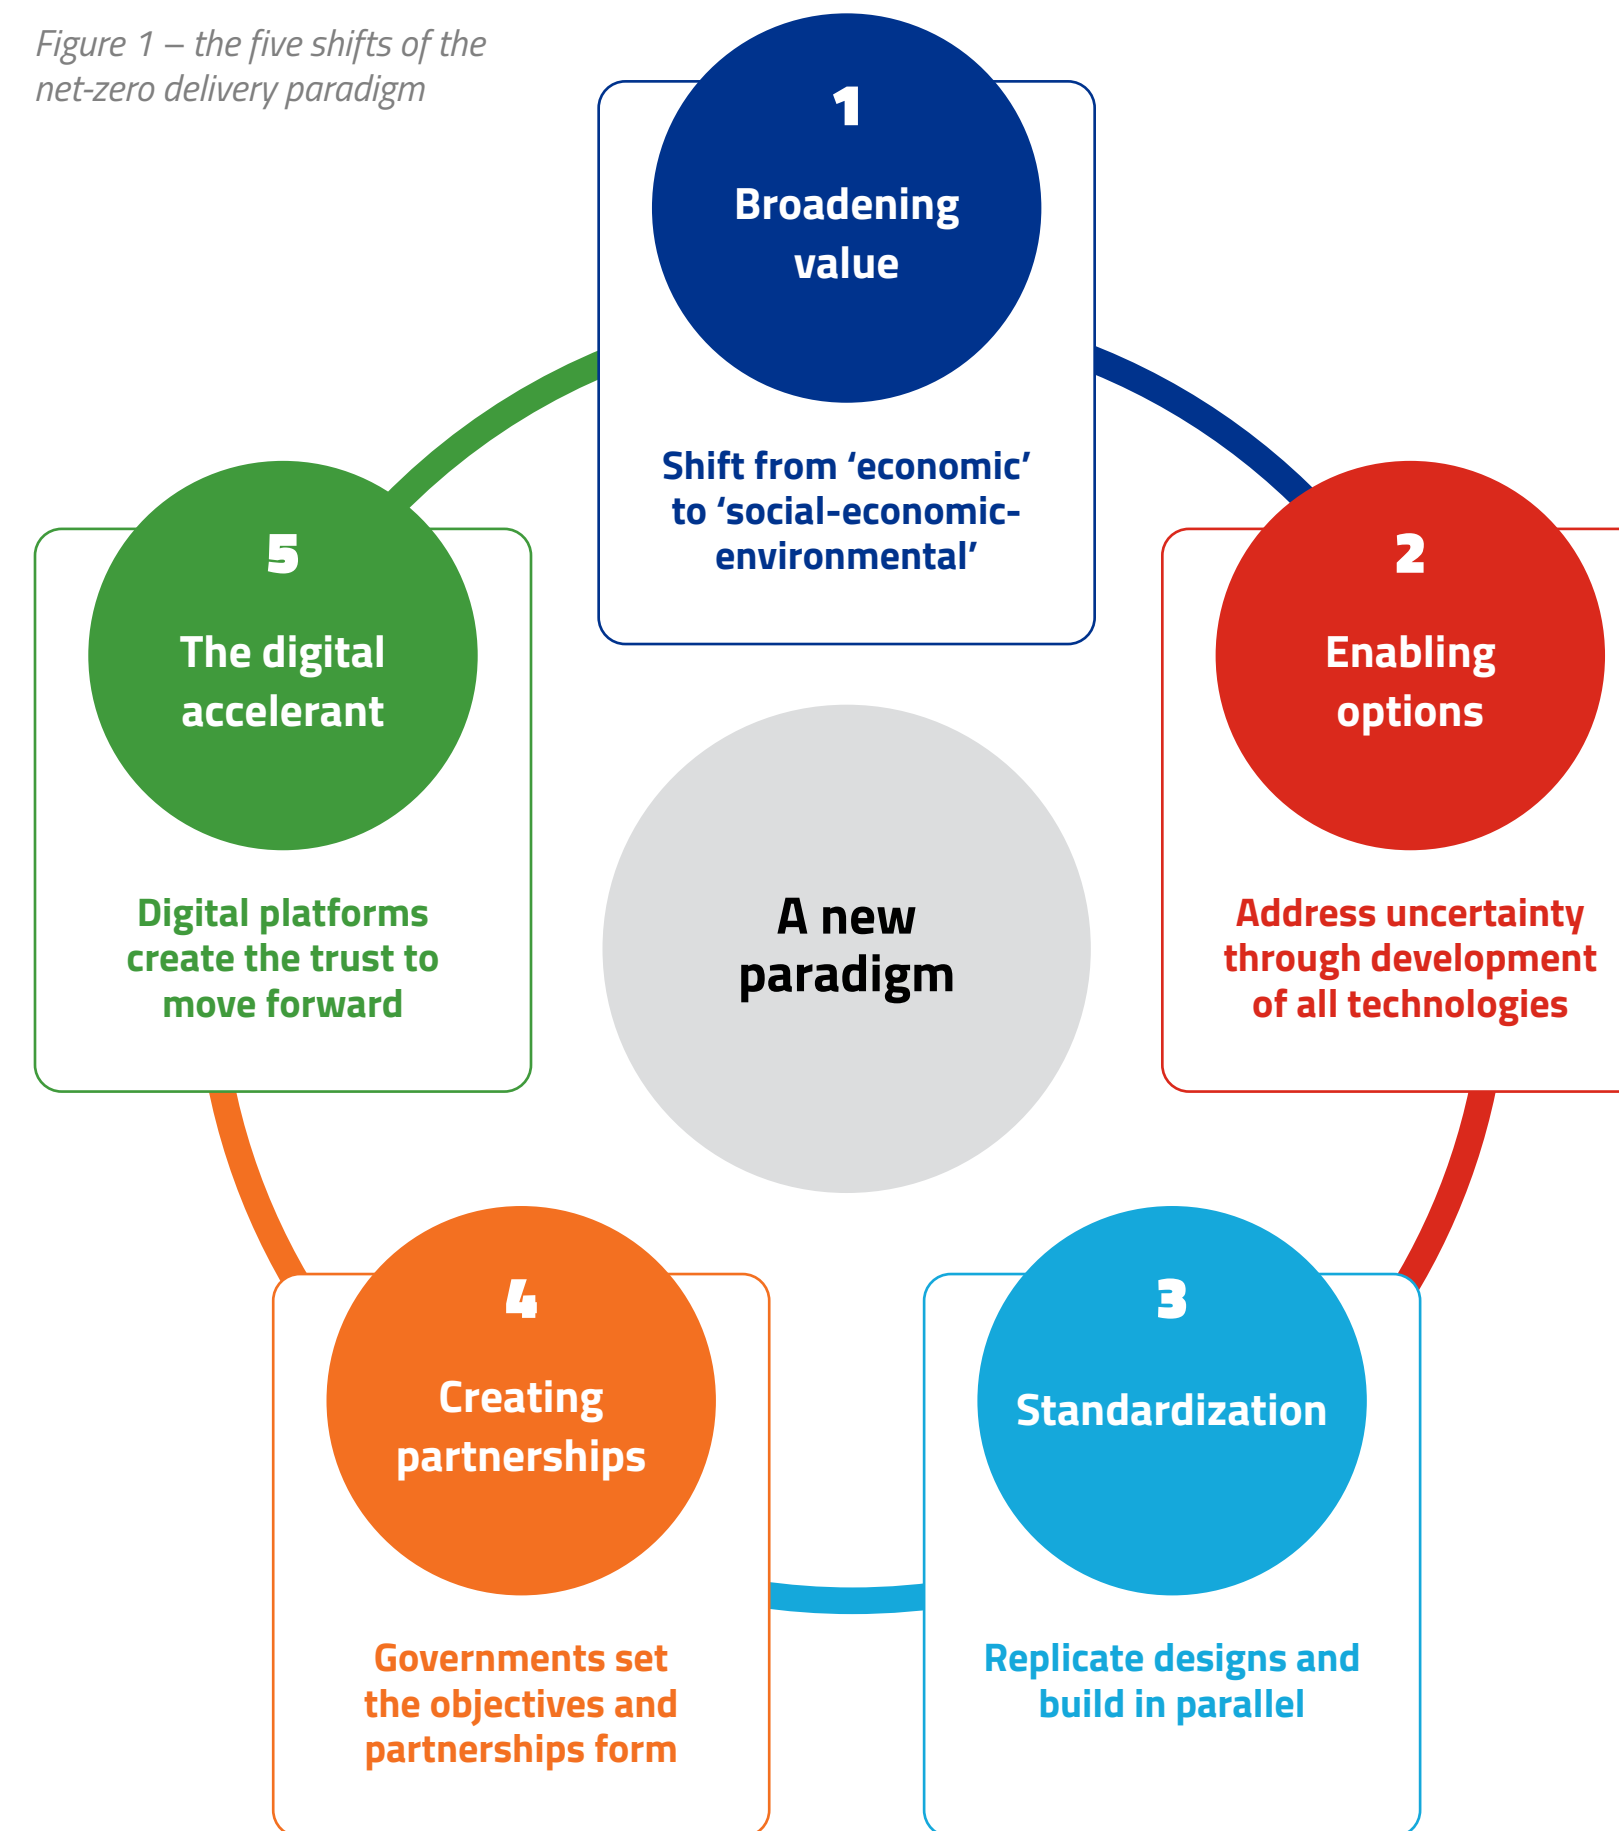 Figure 1 – the five shifts of the
net-zero delivery paradigm
1
Broadening
value
Shift from ‘economic’
to ‘social-economic-
environmental’
2
Enabling
options
Address uncertainty
through development
of all technologies
3
Standardization
Replicate designs and
build in parallel
4
Creating
partnerships
Governments set
the objectives and
partnerships form
5
The digital
accelerant
Digital platforms
create the trust to
move forward
A new
paradigm